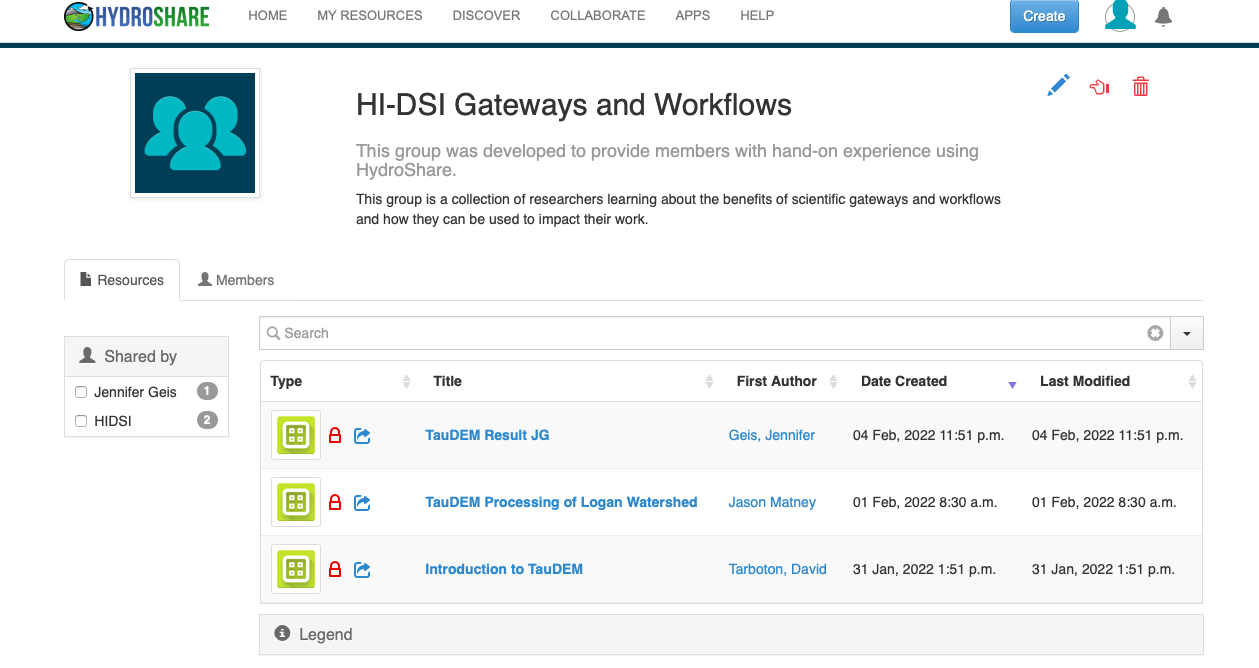 HYDROSHARE HOME MY RESOURCES DISCOVER COLLABORATE APPS HELP Create
HI-DSI Gateways and Workflows
This group was developed to provide members with hand-on experience using
HydroShare.
This group is a collection of researchers learning about the benefits of scientific gateways and workflows
and how they can be used to impact their work.
Resources Members
Shared by
Jennifer Geis 1
HIDSI 2
Search
Type Title First Author Date Created Last Modified
TauDEM Result JG Geis, Jennifer 04 Feb, 2022 11:51 p.m. 04 Feb, 2022 11:51 p.m.
TauDEM Processing of Logan Watershed Jason Matney 01 Feb, 2022 8:30 a.m. 01 Feb, 2022 8:30 a.m.
Introduction to TauDEM Tarboton, David 31 Jan, 2022 1:51 p.m. 31 Jan, 2022 1:51 p.m.
Legend